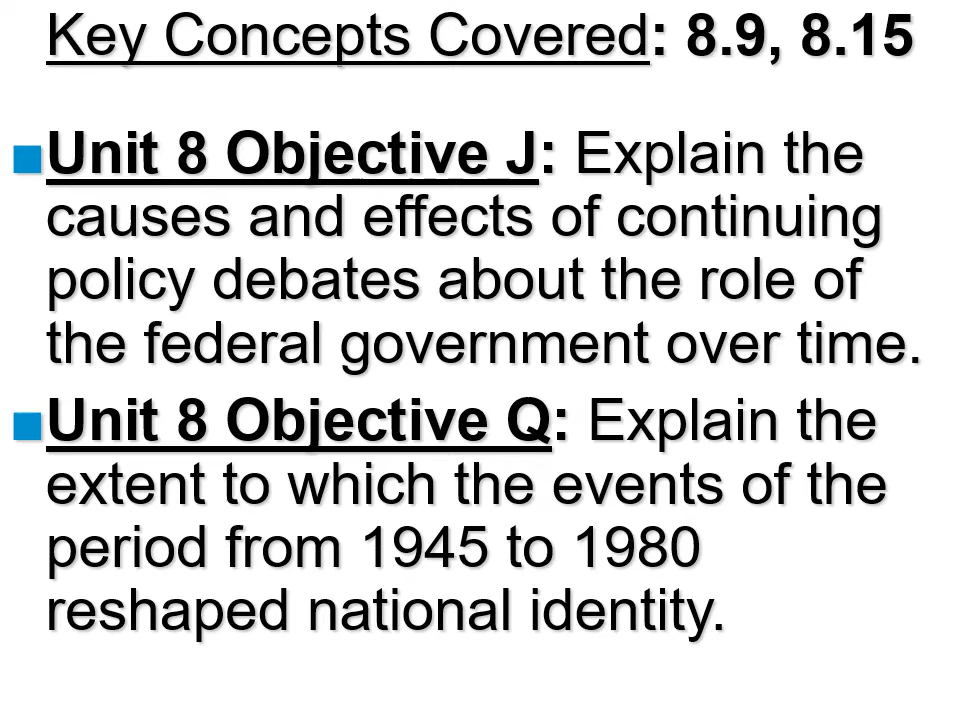 Key Concepts Covered: 8.9, 8.15
■Unit 8 Objective J: Explain the
causes and effects of continuing
policy debates about the role of
the federal government over time.
■Unit 8 Objective Q: Explain the
extent to which the events of the
period from 1945 to 1980
reshaped national identity.